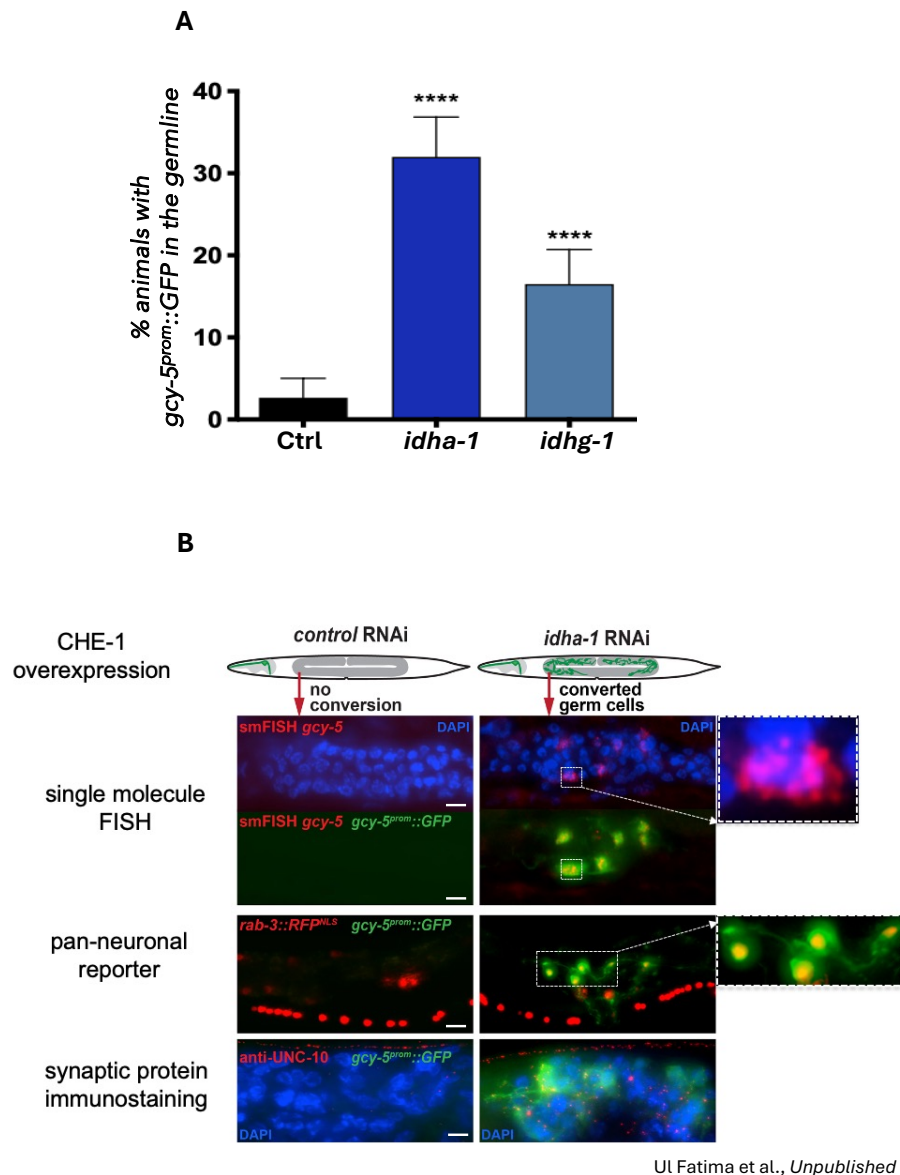 A
% animals with
gcy-5prom::GFP in the germline
40
30
20
10
0
****
****
Ctrl
idha-1
idhg-1
B
CHE-1
overexpression
control RNAi
idha-1 RNAi
no
conversion
converted
germ cells
single molecule
FISH
smFISH gcy-5
DAPI
DAPI
smFISH gcy-5 gcy-5prom::GFP
pan-neuronal
reporter
rab-3::RFPNLS gcy-5prom::GFP
synaptic protein
immunostaining
anti-UNC-10 gcy-5prom::GFP
DAPI
DAPI
Ul Fatima et al., Unpublished